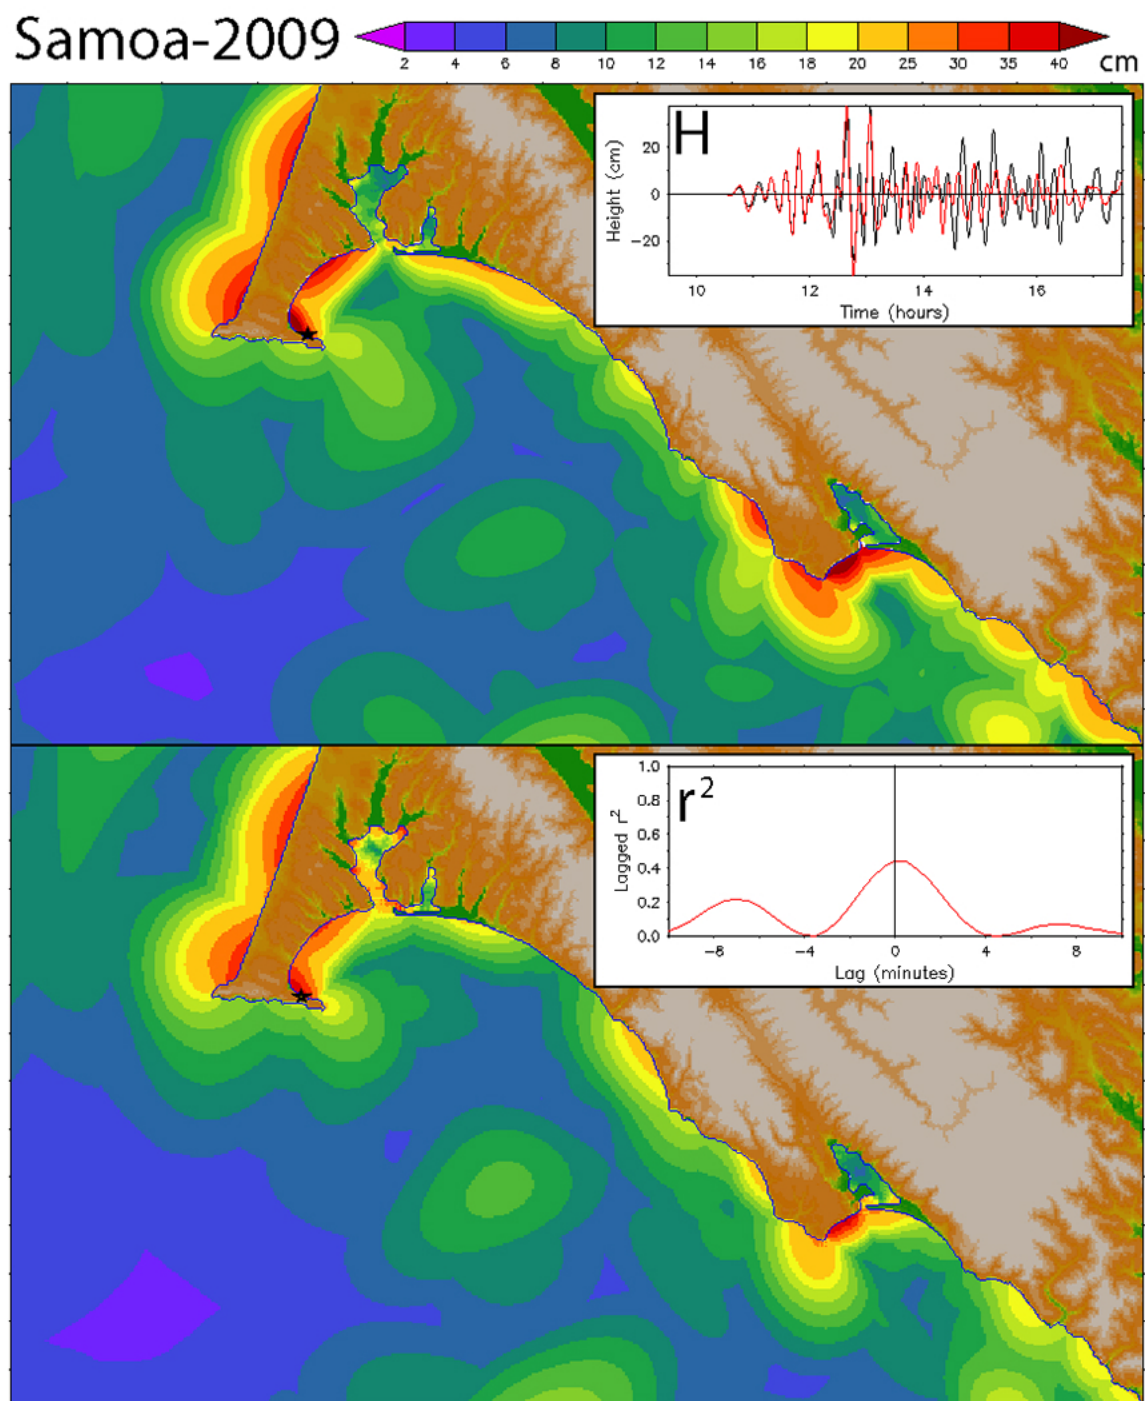 Samoa-2009
2 4 6 8 10 12 14 16 18 20 25 30 35 40 cm
H
Height (cm)
20
0
−20
10 12 14 16
Time (hours)
r²
Lagged r²
1.0
0.8
0.6
0.4
0.2
0.0
−8 −4 0 4 8
Lag (minutes)